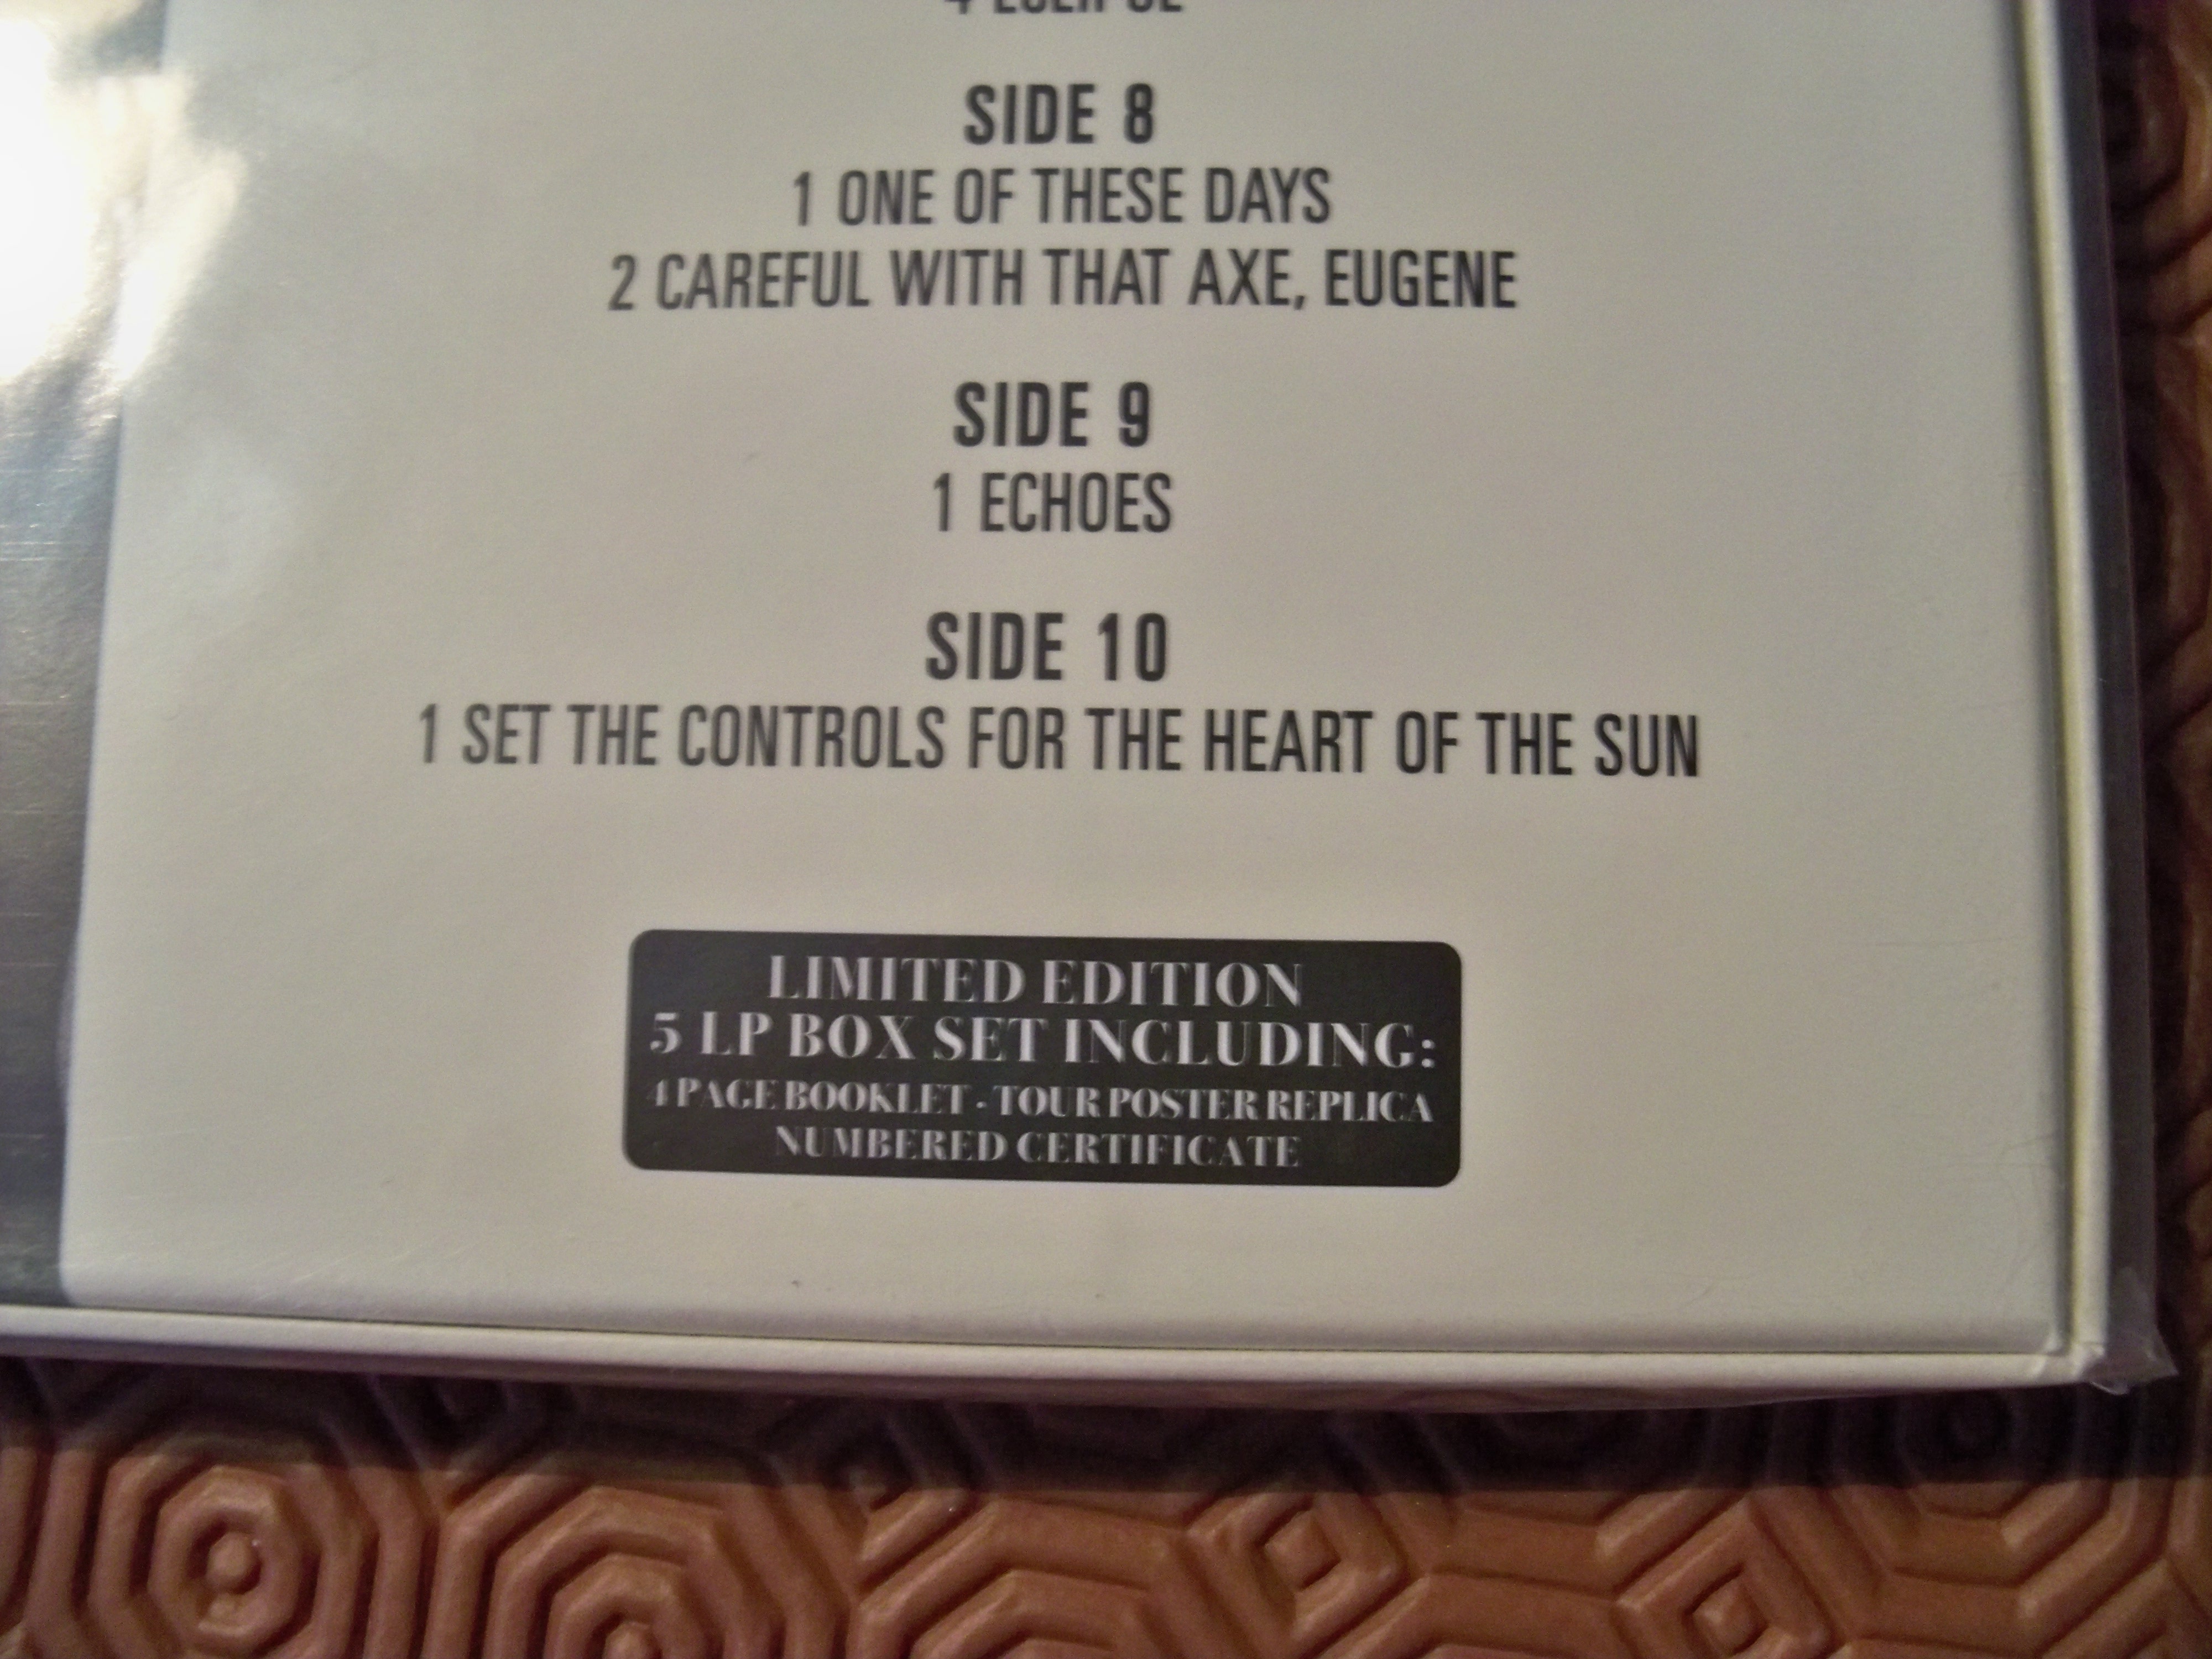 4 ECLIPSE
SIDE 8
1 ONE OF THESE DAYS
2 CAREFUL WITH THAT AXE, EUGENE
SIDE 9
1 ECHOES
SIDE 10
1 SET THE CONTROLS FOR THE HEART OF THE SUN
LIMITED EDITION
5 LP BOX SET INCLUDING:
4 PAGE BOOKLET - TOUR POSTER REPLICA
NUMBERED CERTIFICATE